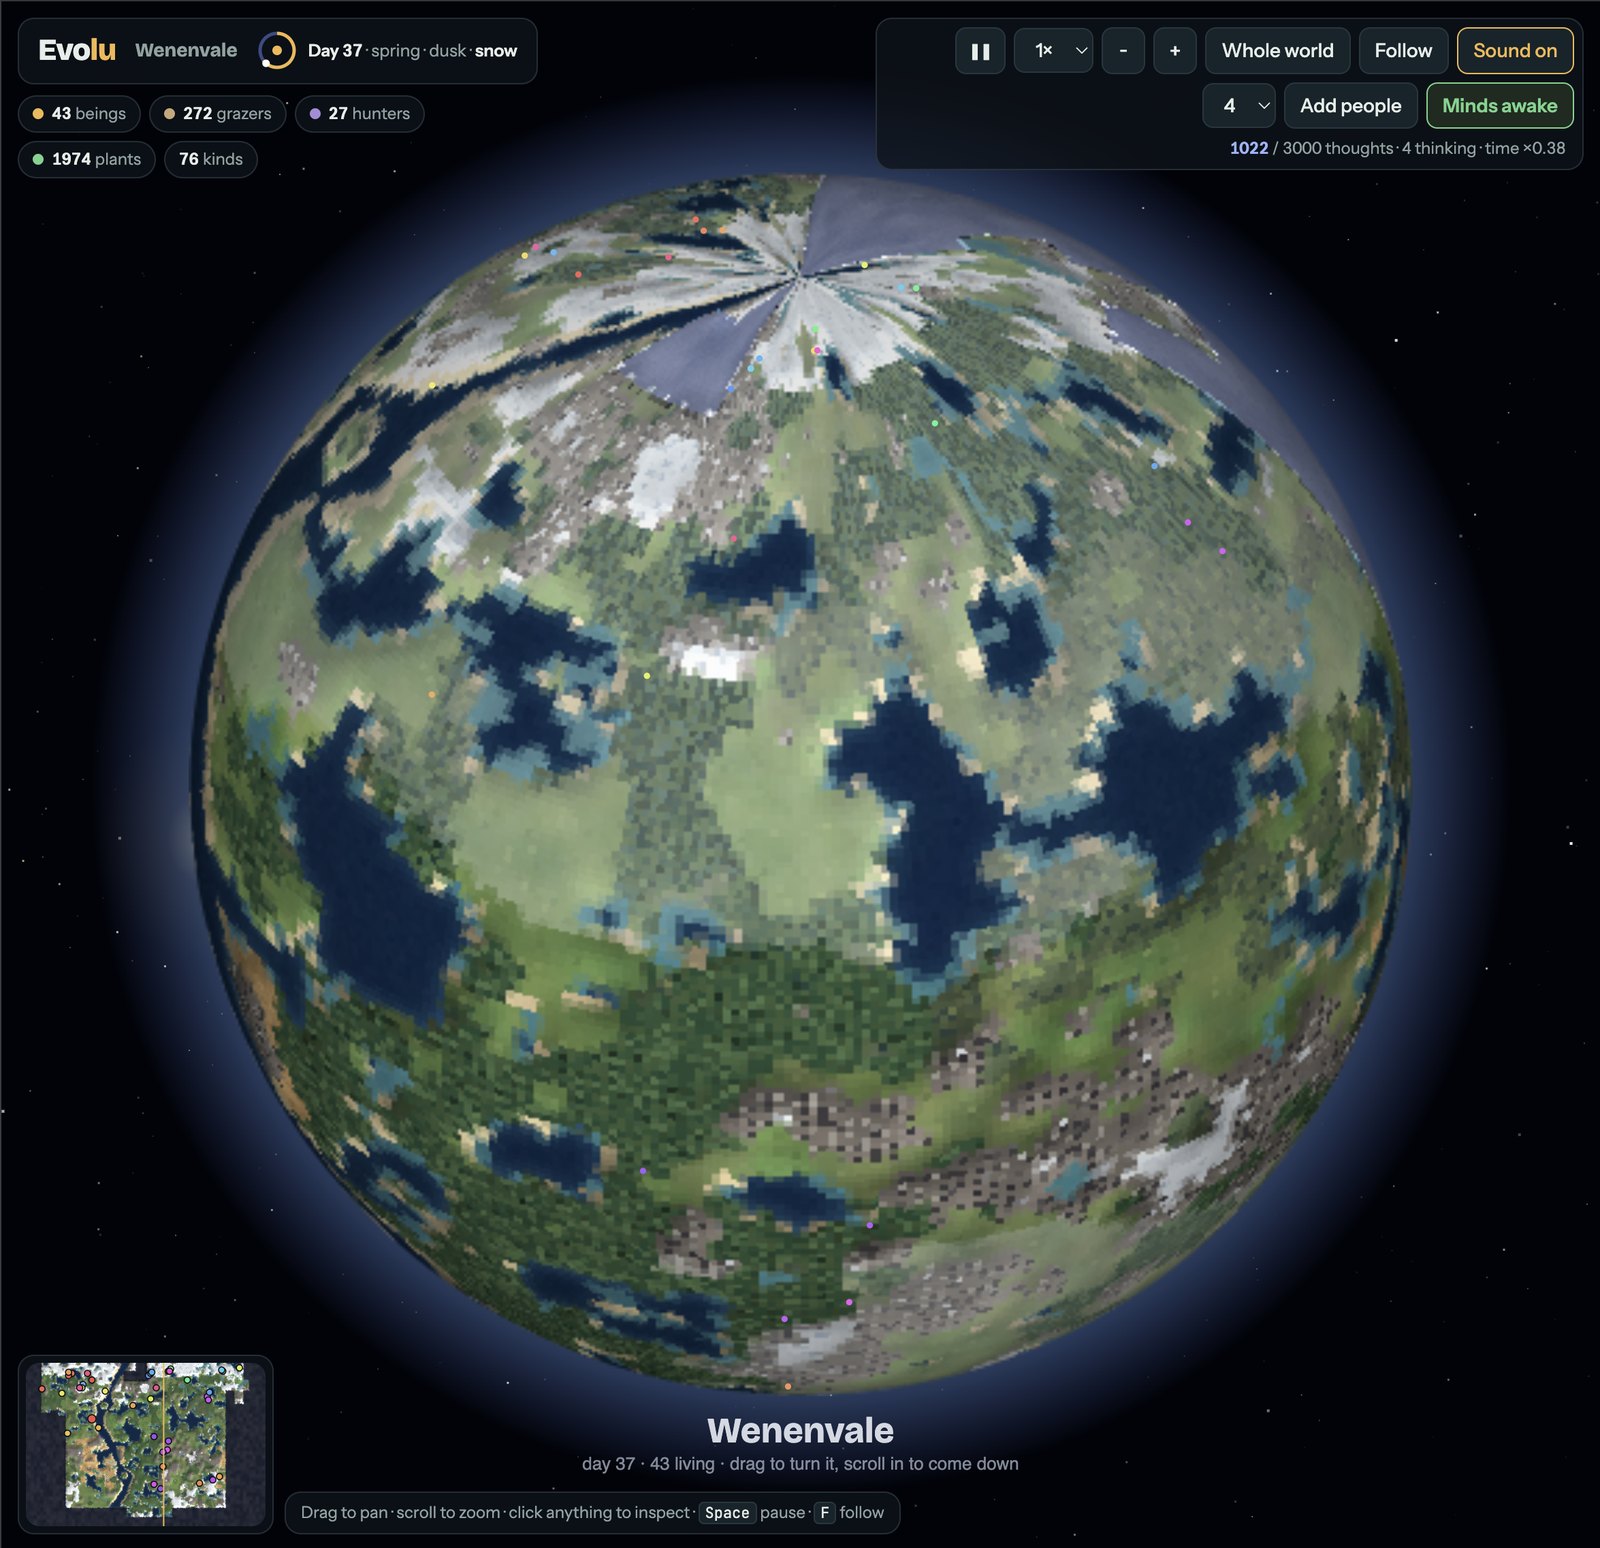 Evolu Wenenvale Day 37 · spring · dusk · snow
43 beings 272 grazers 27 hunters
1974 plants 76 kinds
1× - + Whole world Follow Sound on
4 Add people Minds awake
1022 / 3000 thoughts · 4 thinking · time ×0.38
Wenenvale
day 37 · 43 living · drag to turn it, scroll in to come down
Drag to pan · scroll to zoom · click anything to inspect · Space pause · F follow